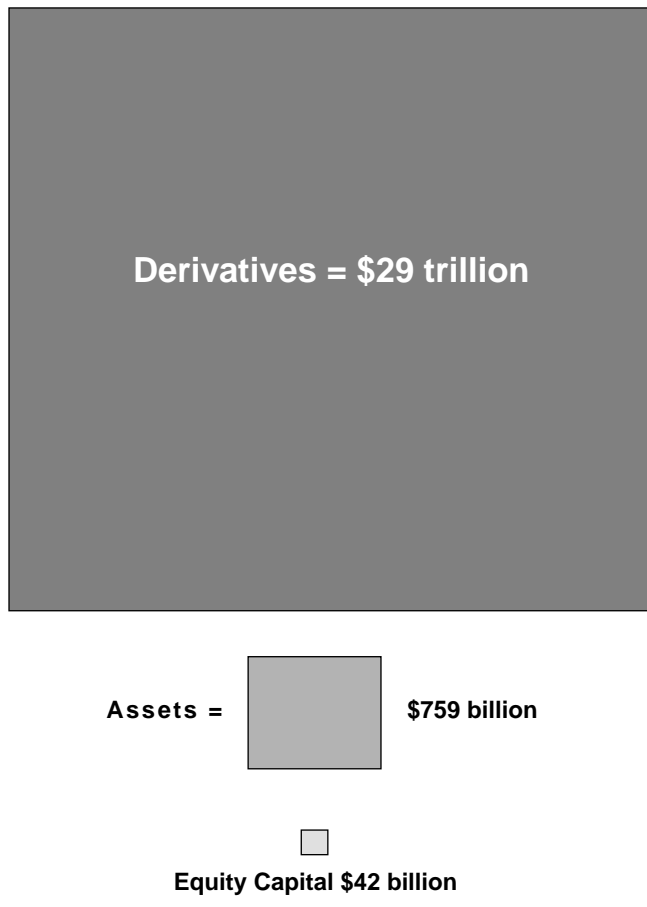 Derivatives = $29 trillion
Assets = $759 billion
Equity Capital $42 billion